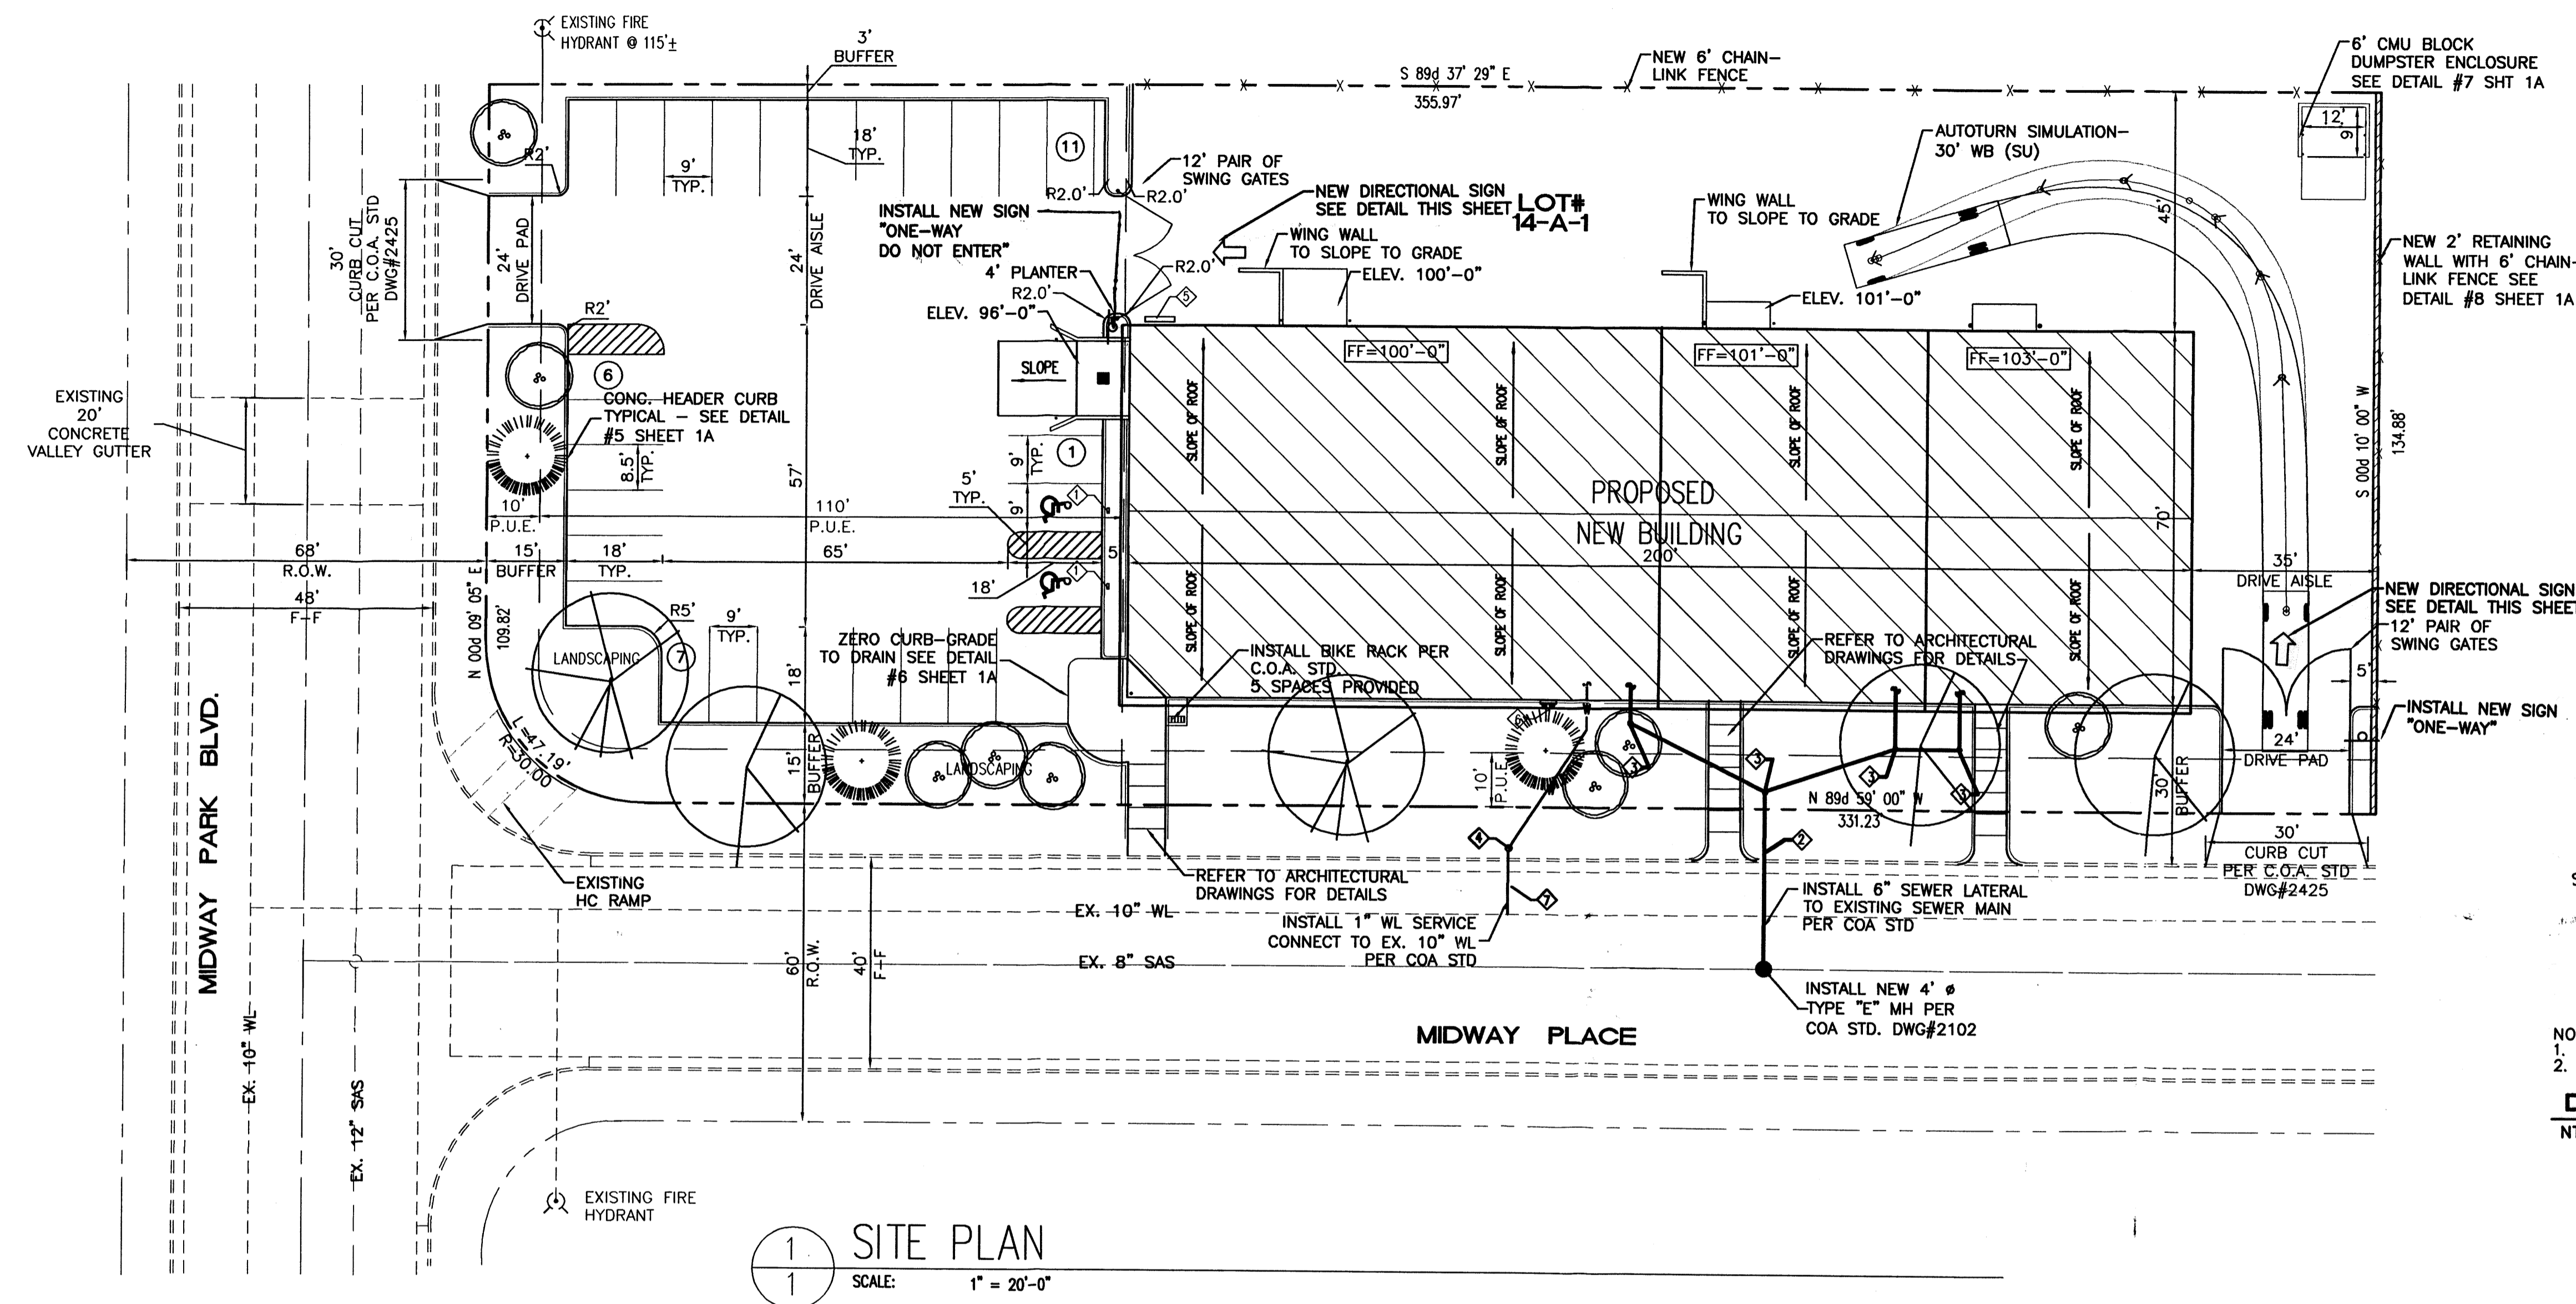 EXISTING FIRE
HYDRANT @ 115'±
3'
BUFFER
S 89d 37' 29" E
355.97'
NEW 6' CHAIN-
LINK FENCE
6' CMU BLOCK
DUMPSTER ENCLOSURE
SEE DETAIL #7 SHT 1A
12'
9'
AUTOTURN SIMULATION-
30' WB (SU)
45'
R2'
9'
TYP.
18'
TYP.
11
R2.0'
R2.0'
12' PAIR OF
SWING GATES
NEW DIRECTIONAL SIGN
SEE DETAIL THIS SHEET
LOT#
14-A-1
WING WALL
TO SLOPE TO GRADE
WING WALL
TO SLOPE TO GRADE
30'
CURB CUT
PER C.O.A. STD
DWG#2425
24'
DRIVE PAD
24'
DRIVE AISLE
INSTALL NEW SIGN
"ONE-WAY
DO NOT ENTER"
4' PLANTER
R2.0'
R2.0'
ELEV. 96'-0"
5
ELEV. 100'-0"
ELEV. 101'-0"
NEW 2' RETAINING
WALL WITH 6' CHAIN-
LINK FENCE SEE
DETAIL #8 SHEET 1A
R2'
6
SLOPE
FF=100'-0"
FF=101'-0"
FF=103'-0"
EXISTING
20'
CONCRETE
VALLEY GUTTER
CONC. HEADER CURB
TYPICAL - SEE DETAIL
#5 SHEET 1A
8.5'
TYP.
57'
9'
TYP.
1
5'
TYP.
9'
1
1
SLOPE OF ROOF
SLOPE OF ROOF
SLOPE OF ROOF
SLOPE OF ROOF
S 00d 10' 00" W
134.88'
PROPOSED
NEW BUILDING
200'
70'
10'
P.U.E.
110'
P.U.E.
68'
R.O.W.
15'
BUFFER
18'
TYP.
65'
5
18'
35'
DRIVE AISLE
48'
F-F
N 00d 09' 05" E
109.82'
SLOPE OF ROOF
SLOPE OF ROOF
SLOPE OF ROOF
SLOPE OF ROOF
NEW DIRECTIONAL SIGN
SEE DETAIL THIS SHEET
12' PAIR OF
SWING GATES
5'
LANDSCAPING
R5'
7
9'
TYP.
18'
ZERO CURB-GRADE
TO DRAIN SEE DETAIL
#6 SHEET 1A
INSTALL BIKE RACK PER
C.O.A. STD.
5 SPACES PROVIDED
REFER TO ARCHITECTURAL
DRAWINGS FOR DETAILS
INSTALL NEW SIGN
"ONE-WAY"
L=47.19'
R=30.00
15'
BUFFER
LANDSCAPING
6
10'
P.U.E.
3
3
3
3
24'
DRIVE PAD
30'
BUFFER
N 89d 59' 00" W
331.23'
4
2
30'
CURB CUT
PER C.O.A. STD
DWG#2425
MIDWAY PARK BLVD.
EXISTING
HC RAMP
REFER TO ARCHITECTURAL
DRAWINGS FOR DETAILS
7
INSTALL 6" SEWER LATERAL
TO EXISTING SEWER MAIN
PER COA STD
EX. 10" WL
INSTALL 1" WL SERVICE
CONNECT TO EX. 10" WL
PER COA STD
60'
R.O.W.
40'
F-F
EX. 8" SAS
INSTALL NEW 4' ø
TYPE "E" MH PER
COA STD. DWG#2102
MIDWAY PLACE
EX. 10" WL
EX. 12" SAS
NO
1.
2.
D
NT
EXISTING FIRE
HYDRANT
1
1
SITE PLAN
SCALE: 1" = 20'-0"